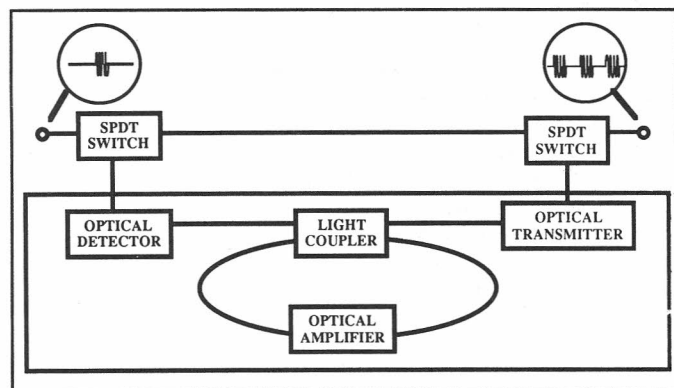 SPDT
SWITCH
SPDT
SWITCH
OPTICAL
DETECTOR
LIGHT
COUPLER
OPTICAL
TRANSMITTER
OPTICAL
AMPLIFIER